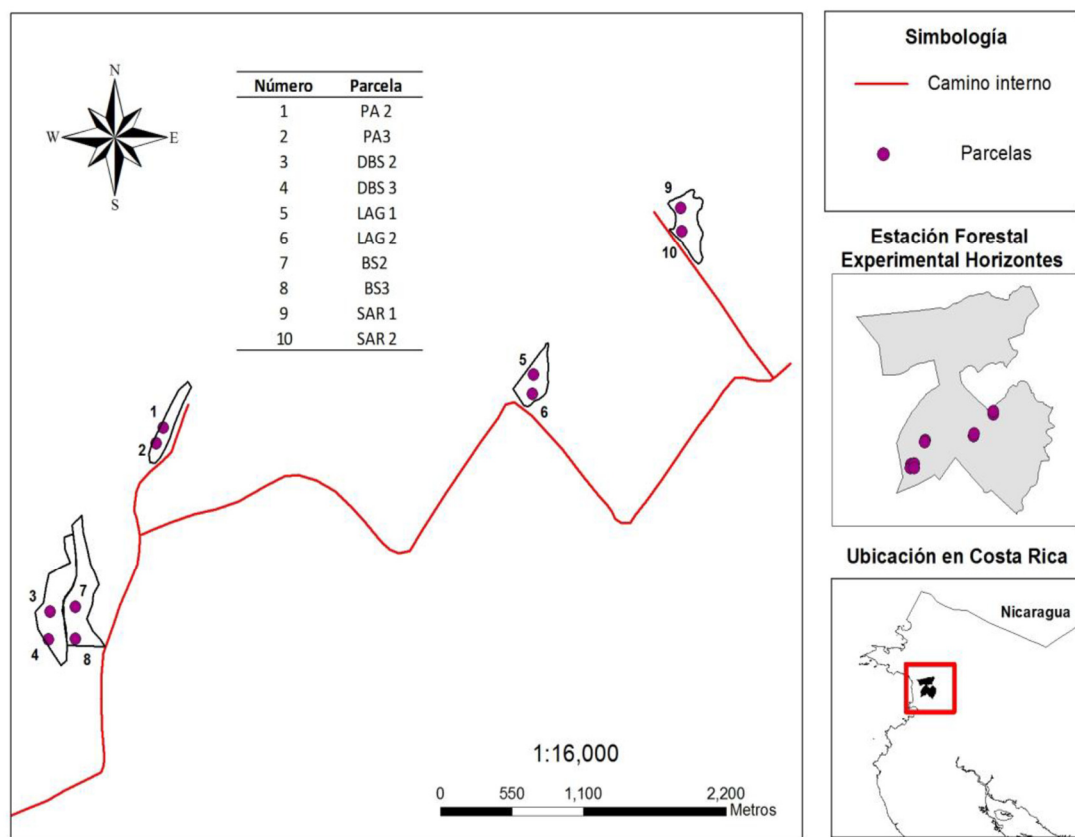 N
W E
S
Número Parcela
1 PA 2
2 PA3
3 DBS 2
4 DBS 3
5 LAG 1
6 LAG 2
7 BS2
8 BS3
9 SAR 1
10 SAR 2
9
10
5
6
1
2
3
7
4
8
1:16,000
0 550 1,100 2,200
Metros
Simbología
Camino interno
Parcelas
Estación Forestal
Experimental Horizontes
Ubicación en Costa Rica
Nicaragua